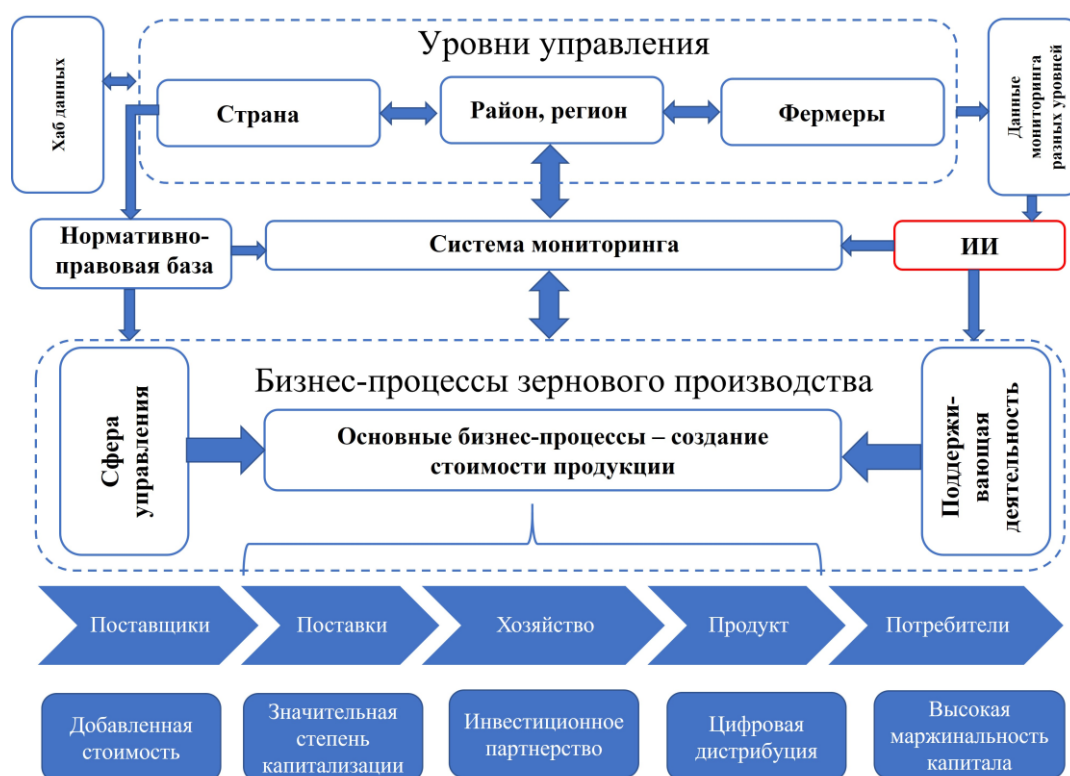 Уровни управления
Хаб данных
Страна
Район, регион
Фермеры
Данные
мониторинга
разных уровней
Нормативно-
правовая база
Система мониторинга
ИИ
Бизнес-процессы зернового производства
Сфера
управления
Основные бизнес-процессы – создание
стоимости продукции
Поддержи-
вающая
деятельность
Поставщики
Поставки
Хозяйство
Продукт
Потребители
Добавленная
стоимость
Значительная
степень
капитализации
Инвестиционное
партнерство
Цифровая
дистрибуция
Высокая
маржинальность
капитала